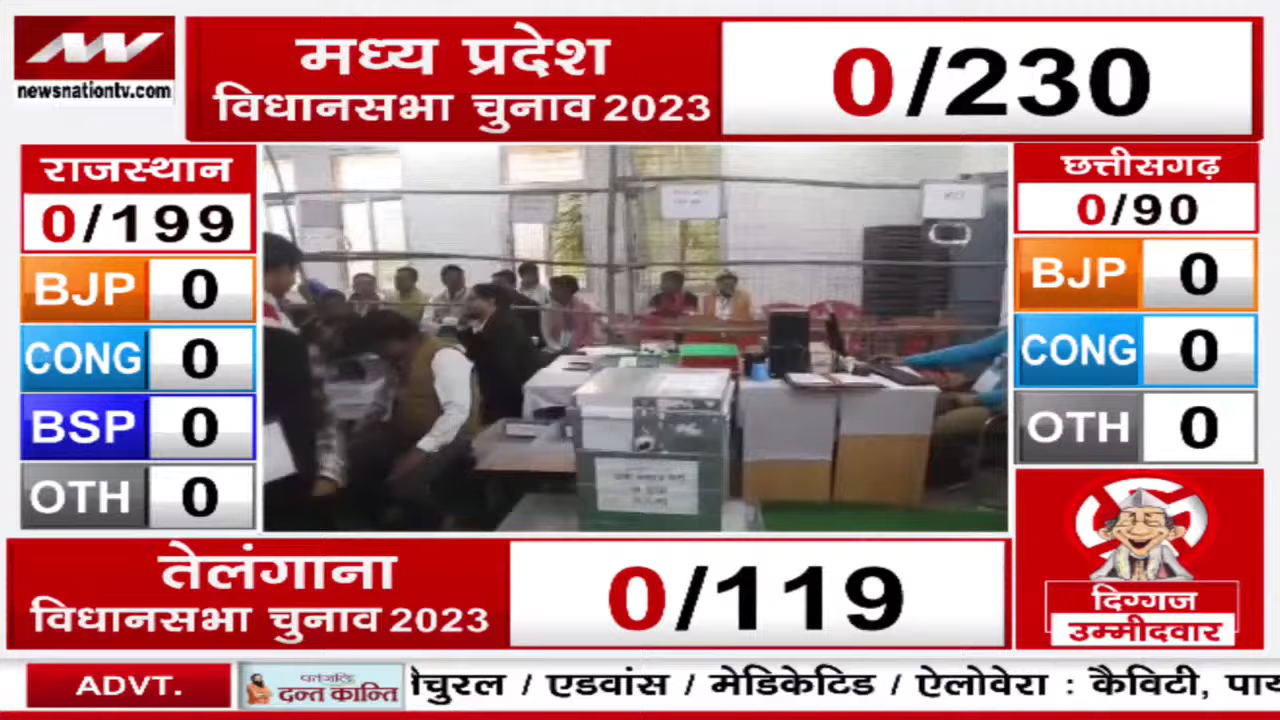 newsnationtv.com
मध्य प्रदेश
विधानसभा चुनाव 2023
0/230
राजस्थान
0/199
BJP 0
CONG 0
BSP 0
OTH 0
छत्तीसगढ़
0/90
BJP 0
CONG 0
OTH 0
दिग्गज
उम्मीदवार
तेलंगाना
विधानसभा चुनाव 2023
0/119
ADVT.
पतंजलि
दन्त कान्ति
/ एडवांस / मेडिकेटिड / ऐलोवेरा : कैविटी,